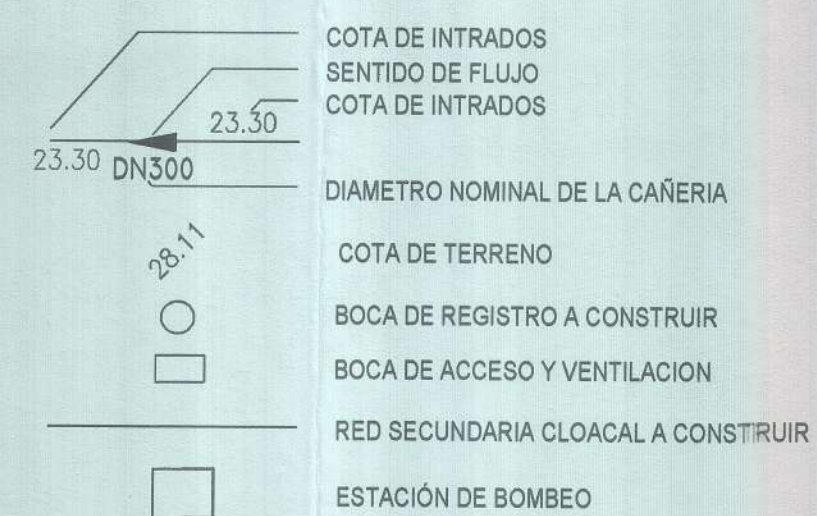 COTA DE INTRADOS
SENTIDO DE FLUJO
23.30 COTA DE INTRADOS
23.30 DN300
DIAMETRO NOMINAL DE LA CAÑERIA
28.11 COTA DE TERRENO
BOCA DE REGISTRO A CONSTRUIR
BOCA DE ACCESO Y VENTILACION
RED SECUNDARIA CLOACAL A CONSTRUIR
ESTACIÓN DE BOMBEO